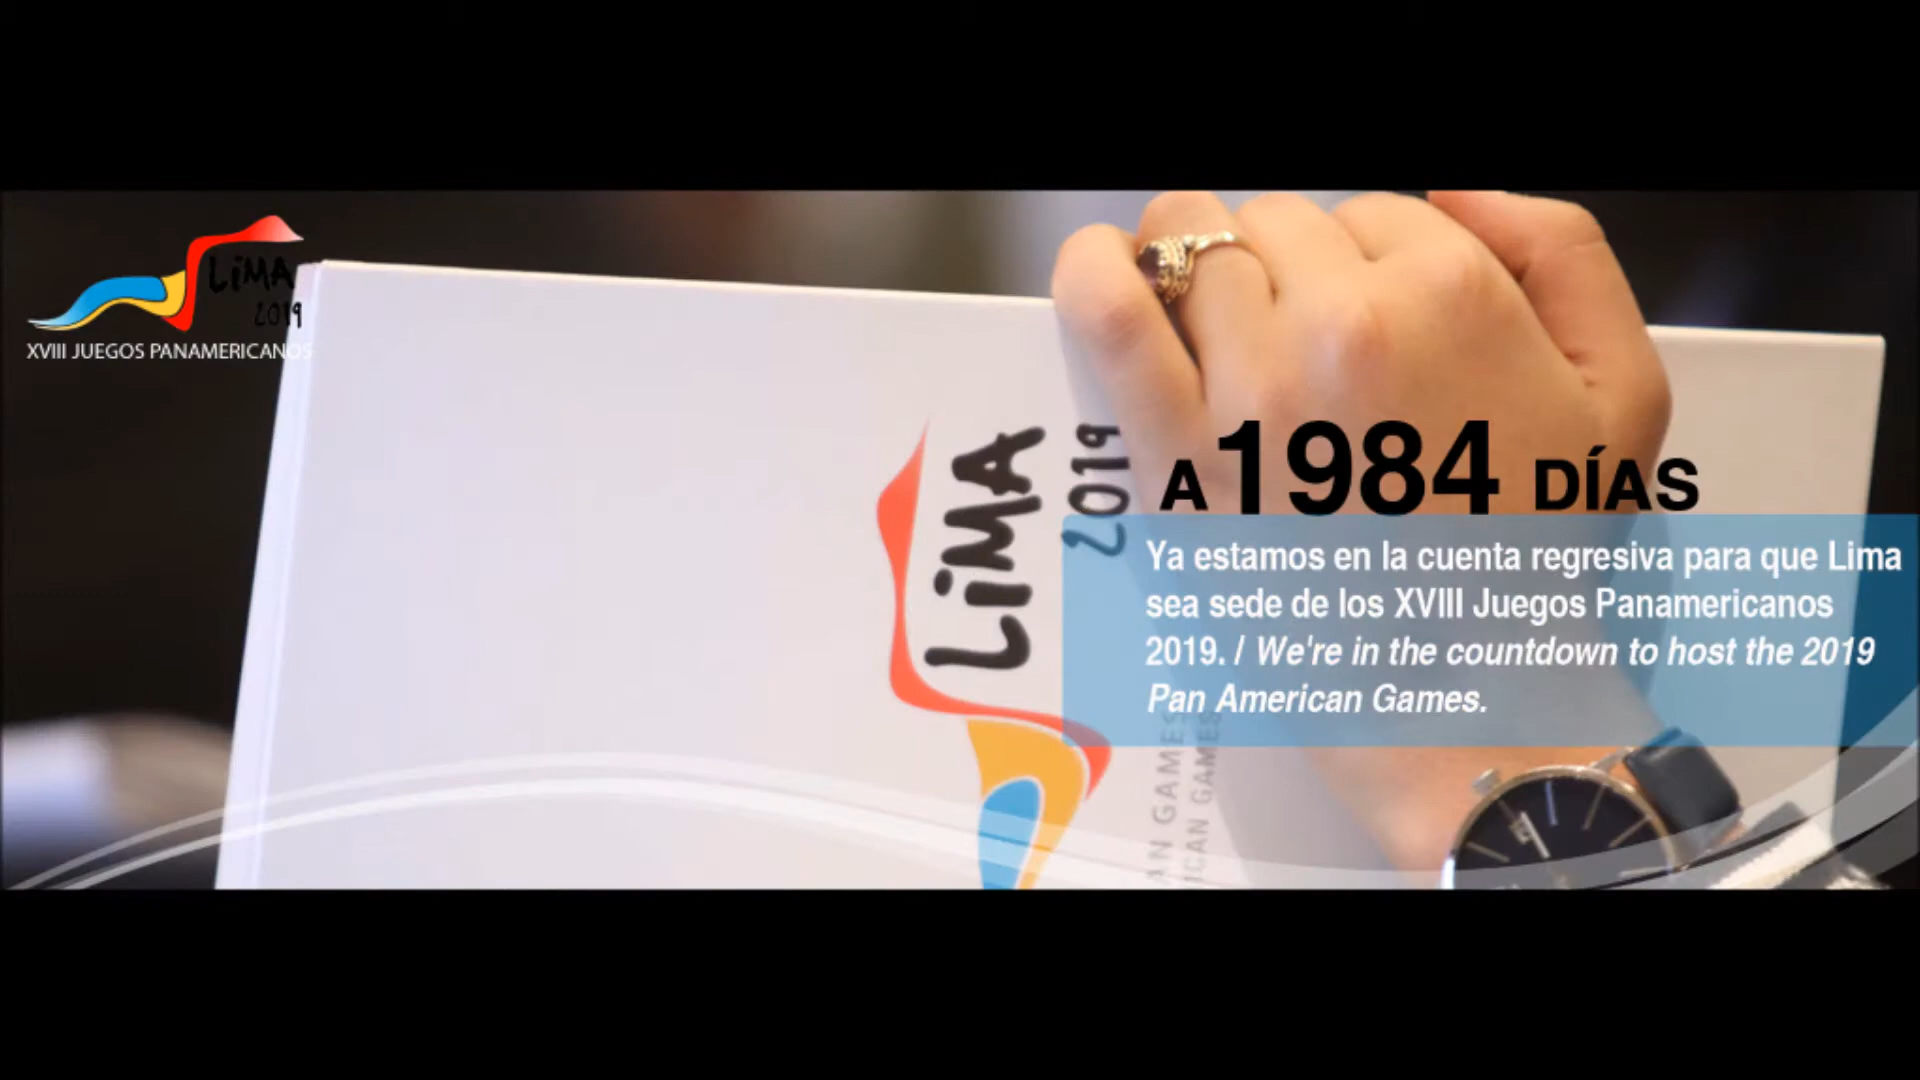 LiMA
2019
XVIII JUEGOS PANAMERICANOS
LiMA
2019
A 1984 DÍAS
Ya estamos en la cuenta regresiva para que Lima
sea sede de los XVIII Juegos Panamericanos
2019. / We're in the countdown to host the 2019
Pan American Games.
GAMES
GAMES